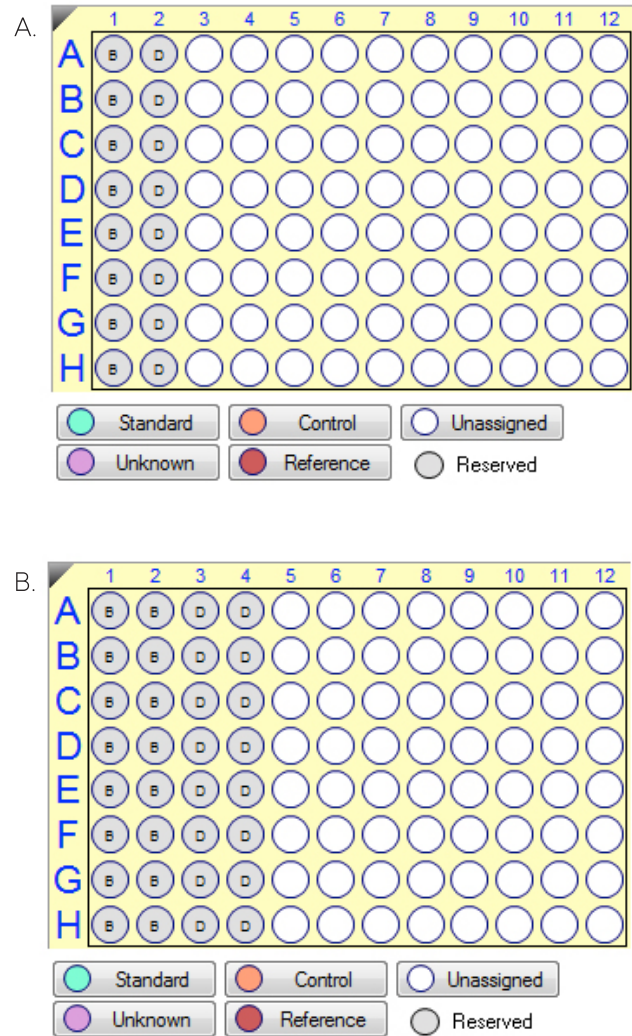 A.
1 2 3 4 5 6 7 8 9 10 11 12
A B D
B B D
C B D
D B D
E B D
F B D
G B D
H B D
Standard Control Unassigned
Unknown Reference Reserved
B.
1 2 3 4 5 6 7 8 9 10 11 12
A B B D D
B B B D D
C B B D D
D B B D D
E B B D D
F B B D D
G B B D D
H B B D D
Standard Control Unassigned
Unknown Reference Reserved